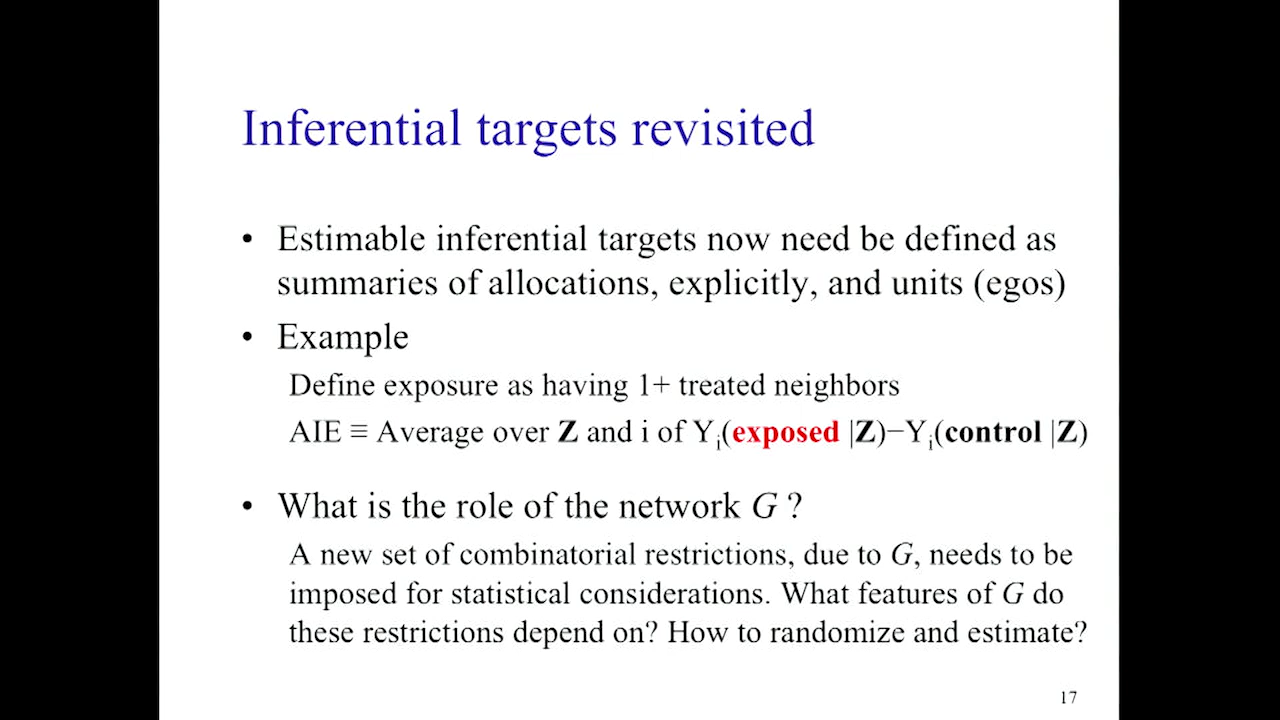 Inferential targets revisited
• Estimable inferential targets now need be defined as
summaries of allocations, explicitly, and units (egos)
• Example
Define exposure as having 1+ treated neighbors
AIE ≡ Average over Z and i of Yi(exposed |Z)−Yi(control |Z)
• What is the role of the network G ?
A new set of combinatorial restrictions, due to G, needs to be
imposed for statistical considerations. What features of G do
these restrictions depend on? How to randomize and estimate?
17